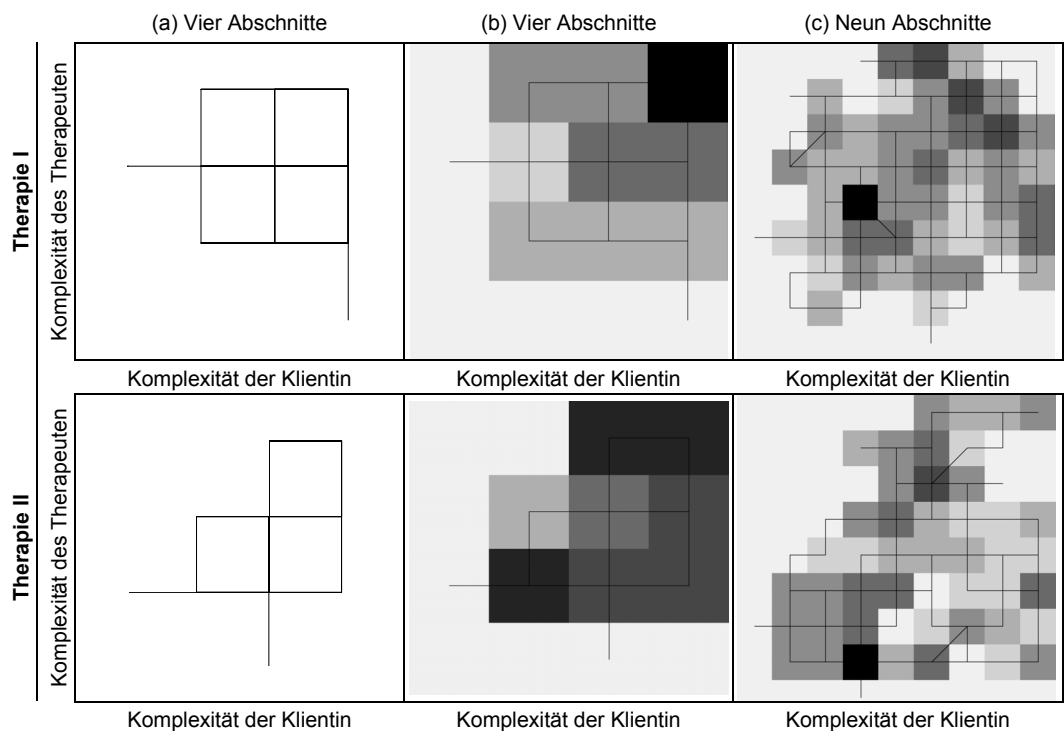 (a) Vier Abschnitte
(b) Vier Abschnitte
(c) Neun Abschnitte
Therapie I
Komplexität des Therapeuten
Komplexität der Klientin
Komplexität der Klientin
Komplexität der Klientin
Therapie II
Komplexität des Therapeuten
Komplexität der Klientin
Komplexität der Klientin
Komplexität der Klientin